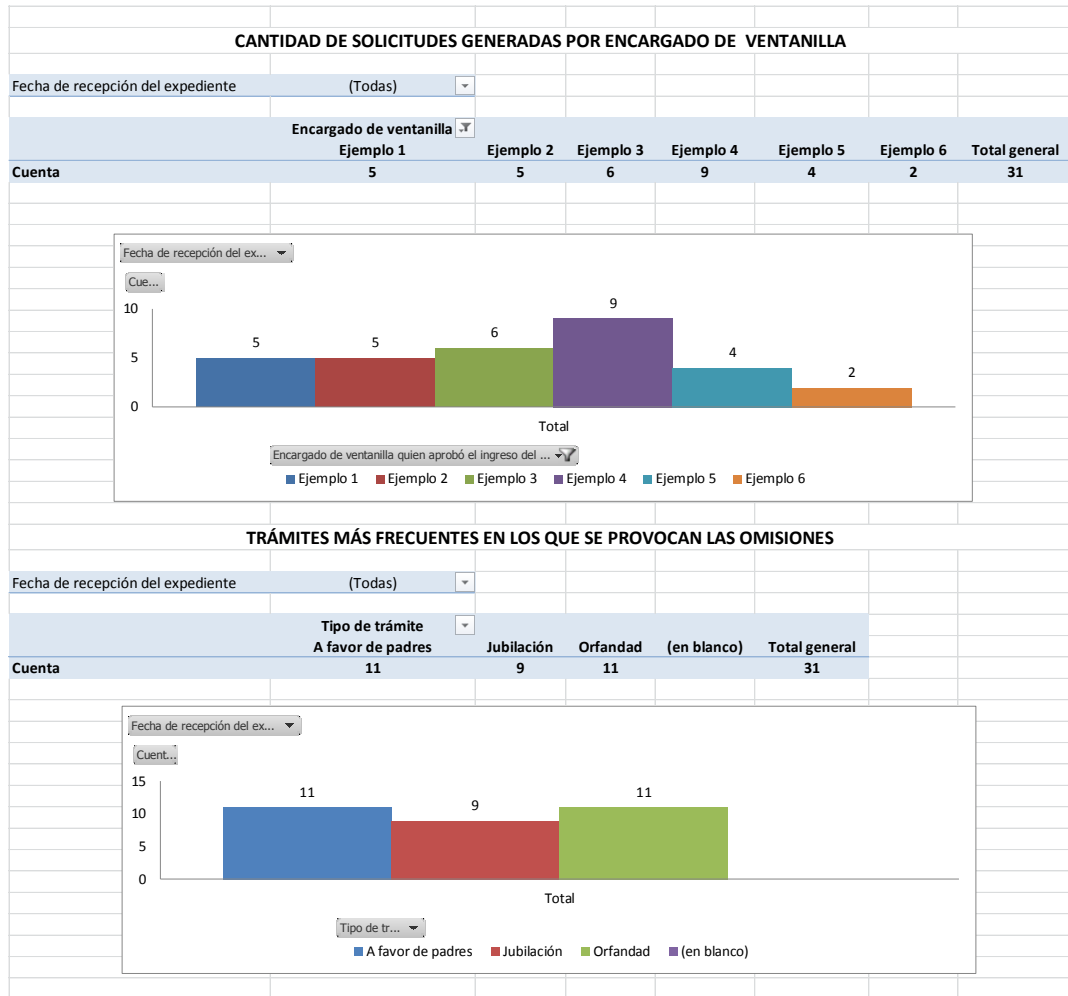 CANTIDAD DE SOLICITUDES GENERADAS POR ENCARGADO DE VENTANILLA
Fecha de recepción del expediente (Todas)
Encargado de ventanilla
Ejemplo 1 Ejemplo 2 Ejemplo 3 Ejemplo 4 Ejemplo 5 Ejemplo 6 Total general
Cuenta 5 5 6 9 4 2 31
Fecha de recepción del ex...
Cue...
10
5
0
5 5 6 9 4 2
Total
Encargado de ventanilla quien aprobó el ingreso del ...
Ejemplo 1 Ejemplo 2 Ejemplo 3 Ejemplo 4 Ejemplo 5 Ejemplo 6
TRÁMITES MÁS FRECUENTES EN LOS QUE SE PROVOCAN LAS OMISIONES
Fecha de recepción del expediente (Todas)
Tipo de trámite
A favor de padres Jubilación Orfandad (en blanco) Total general
Cuenta 11 9 11 31
Fecha de recepción del ex...
Cuent...
15
10
5
0
11 9 11
Total
Tipo de tr...
A favor de padres Jubilación Orfandad (en blanco)